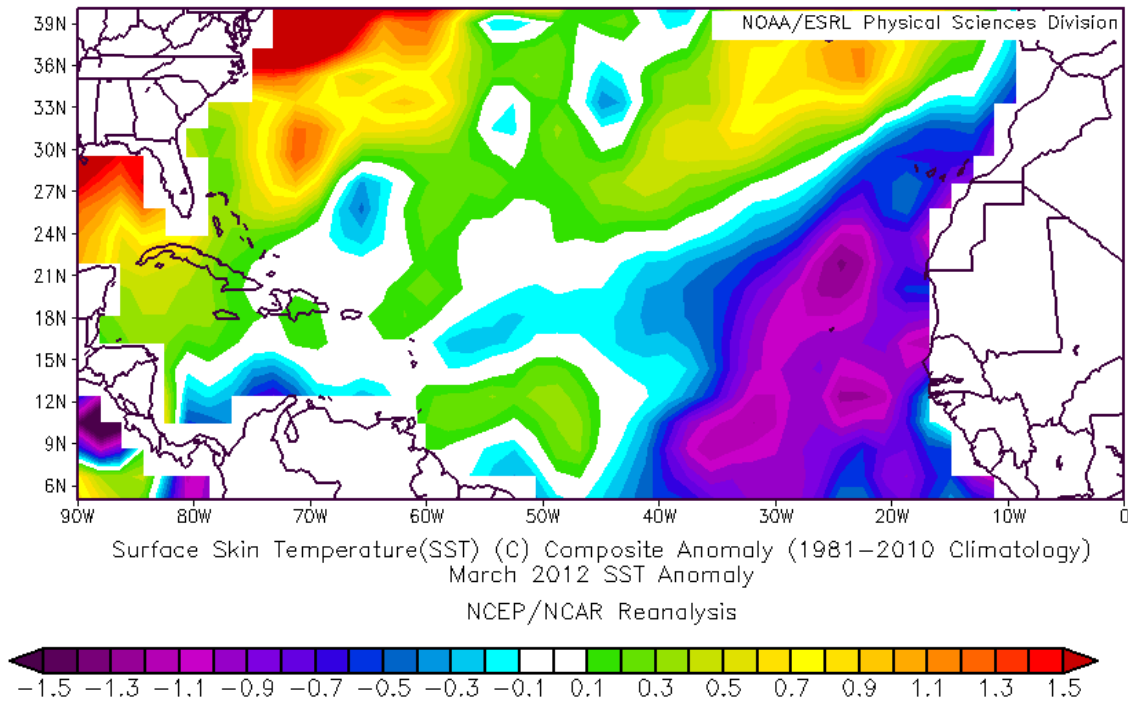 NOAA/ESRL Physical Sciences Division
39N
36N
33N
30N
27N
24N
21N
18N
15N
12N
9N
6N
90W 80W 70W 60W 50W 40W 30W 20W 10W 0
Surface Skin Temperature(SST) (C) Composite Anomaly (1981-2010 Climatology)
March 2012 SST Anomaly
NCEP/NCAR Reanalysis
-1.5 -1.3 -1.1 -0.9 -0.7 -0.5 -0.3 -0.1 0.1 0.3 0.5 0.7 0.9 1.1 1.3 1.5